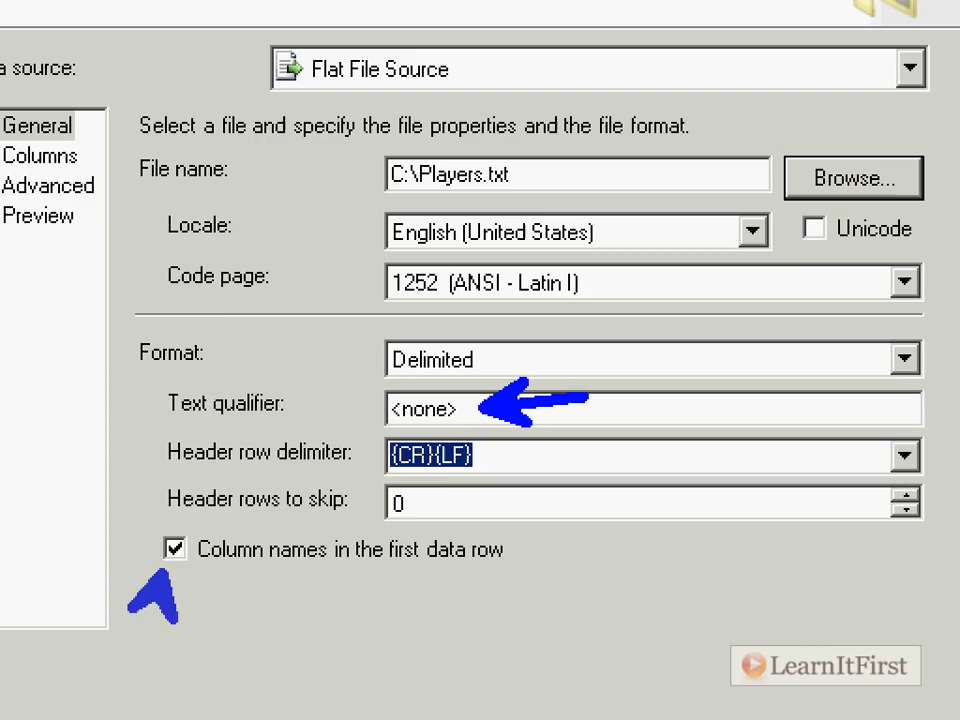 a source:
Flat File Source
General
Columns
Advanced
Preview
Select a file and specify the file properties and the file format.
File name:
C:\Players.txt
Browse...
Locale:
English (United States)
Unicode
Code page:
1252 (ANSI - Latin I)
Format:
Delimited
Text qualifier:
<none>
Header row delimiter:
{CR}{LF}
Header rows to skip:
0
Column names in the first data row
LearnItFirst